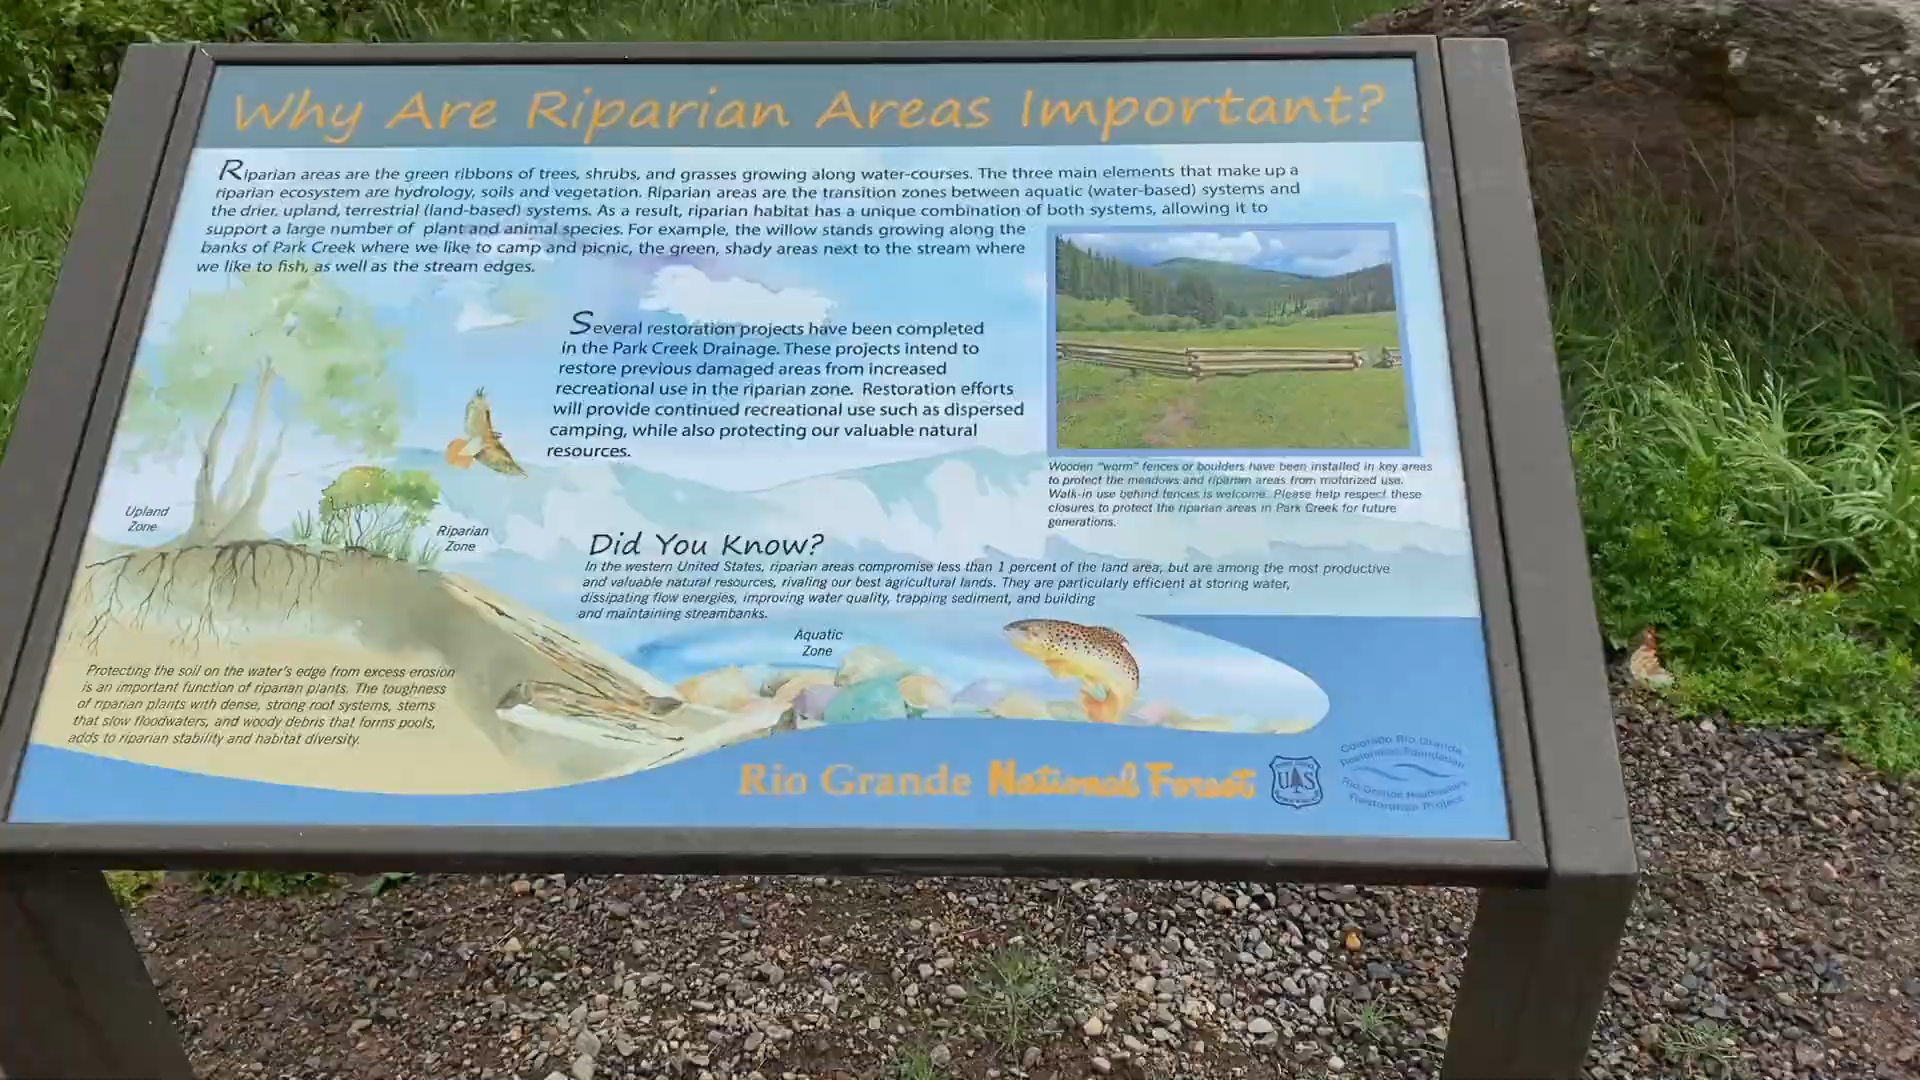 Why Are Riparian Areas Important?
Riparian areas are the green ribbons of trees, shrubs, and grasses growing along water-courses. The three main elements that make up a
riparian ecosystem are hydrology, soils and vegetation. Riparian areas are the transition zones between aquatic (water-based) systems and
the drier, upland, terrestrial (land-based) systems. As a result, riparian habitat has a unique combination of both systems, allowing it to
support a large number of plant and animal species. For example, the willow stands growing along the
banks of Park Creek where we like to camp and picnic, the green, shady areas next to the stream where
we like to fish, as well as the stream edges.
Several restoration projects have been completed
in the Park Creek Drainage. These projects intend to
restore previous damaged areas from increased
recreational use in the riparian zone. Restoration efforts
will provide continued recreational use such as dispersed
camping, while also protecting our valuable natural
resources.
Wooden "worm" fences or boulders have been installed in key areas
to protect the meadows and riparian areas from motorized use.
Walk-in use behind fences is welcome. Please help respect these
closures to protect the riparian areas in Park Creek for future
generations.
Upland
Zone
Riparian
Zone
Did You Know?
In the western United States, riparian areas compromise less than 1 percent of the land area, but are among the most productive
and valuable natural resources, rivaling our best agricultural lands. They are particularly efficient at storing water,
dissipating flow energies, improving water quality, trapping sediment, and building
and maintaining streambanks.
Aquatic
Zone
Protecting the soil on the water's edge from excess erosion
is an important function of riparian plants. The toughness
of riparian plants with dense, strong root systems, stems
that slow floodwaters, and woody debris that forms pools,
adds to riparian stability and habitat diversity.
Rio Grande National Forest
UAS
Colorado Rio Grande
Restoration Foundation
Rio Grande Headwaters
Restoration Project